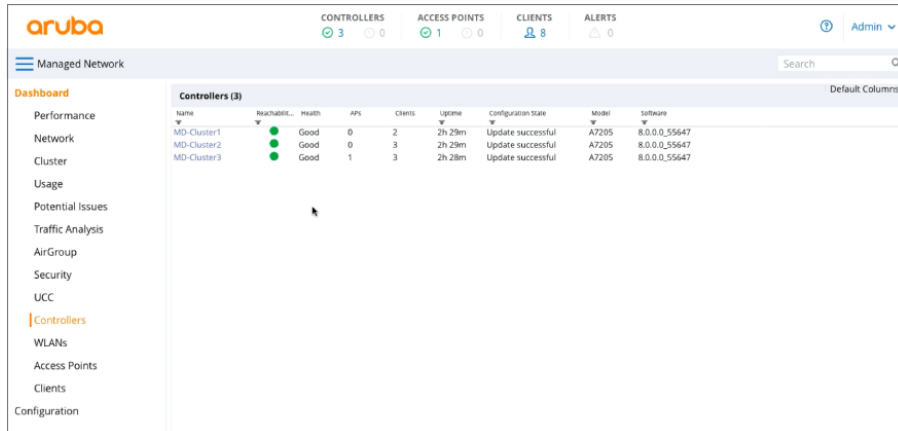 aruba
CONTROLLERS ACCESS POINTS CLIENTS ALERTS
3 0 1 0 8 0
Admin
Managed Network
Search
Dashboard
Performance
Network
Cluster
Usage
Potential Issues
Traffic Analysis
AirGroup
Security
UCC
Controllers
WLANs
Access Points
Clients
Configuration
Controllers (3)
Default Columns
Name Reachabilit... Health APs Clients Uptime Configuration State Model Software
MD-Cluster1 Good 0 2 2h 29m Update successful A7205 8.0.0.0_55647
MD-Cluster2 Good 0 3 2h 29m Update successful A7205 8.0.0.0_55647
MD-Cluster3 Good 1 3 2h 28m Update successful A7205 8.0.0.0_55647